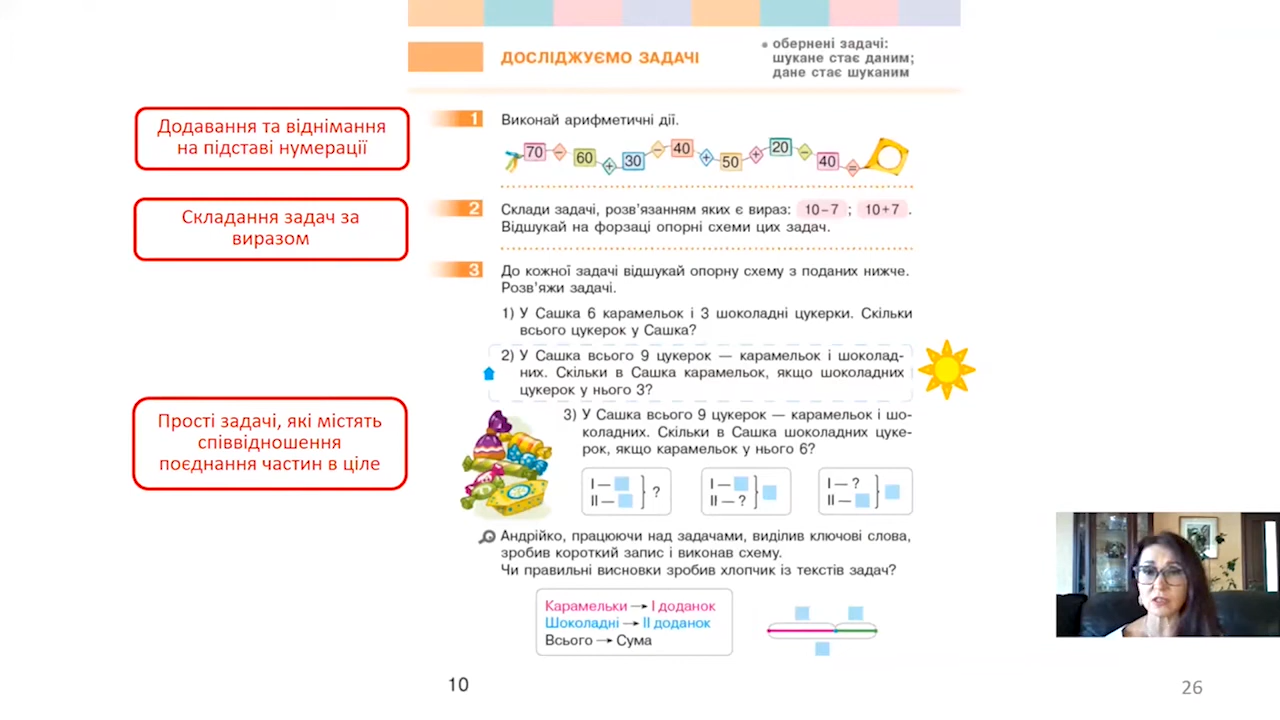 ДОСЛІДЖУЄМО ЗАДАЧІ
• обернені задачі:
шукане стає даним;
дане стає шуканим
Додавання та віднімання
на підставі нумерації
1 Виконай арифметичні дії.
70 – 60 + 30 – 40 + 50 + 20 – 40 =
Складання задач за
виразом
2 Склади задачі, розв'язанням яких є вираз: 10 – 7 ; 10 + 7 .
Відшукай на форзаці опорні схеми цих задач.
3 До кожної задачі відшукай опорну схему з поданих нижче.
Розв'яжи задачі.
1) У Сашка 6 карамельок і 3 шоколадні цукерки. Скільки
всього цукерок у Сашка?
2) У Сашка всього 9 цукерок — карамельок і шоколад-
них. Скільки в Сашка карамельок, якщо шоколадних
цукерок у нього 3?
Прості задачі, які містять
співвідношення
поєднання частин в ціле
3) У Сашка всього 9 цукерок — карамельок і шо-
коладних. Скільки в Сашка шоколадних цуке-
рок, якщо карамельок у нього 6?
I —
II —
?
I —
II — ?
I — ?
II —
Андрійко, працюючи над задачами, виділив ключові слова,
зробив короткий запис і виконав схему.
Чи правильні висновки зробив хлопчик із текстів задач?
Карамельки → I доданок
Шоколадні → II доданок
Всього → Сума
10
26